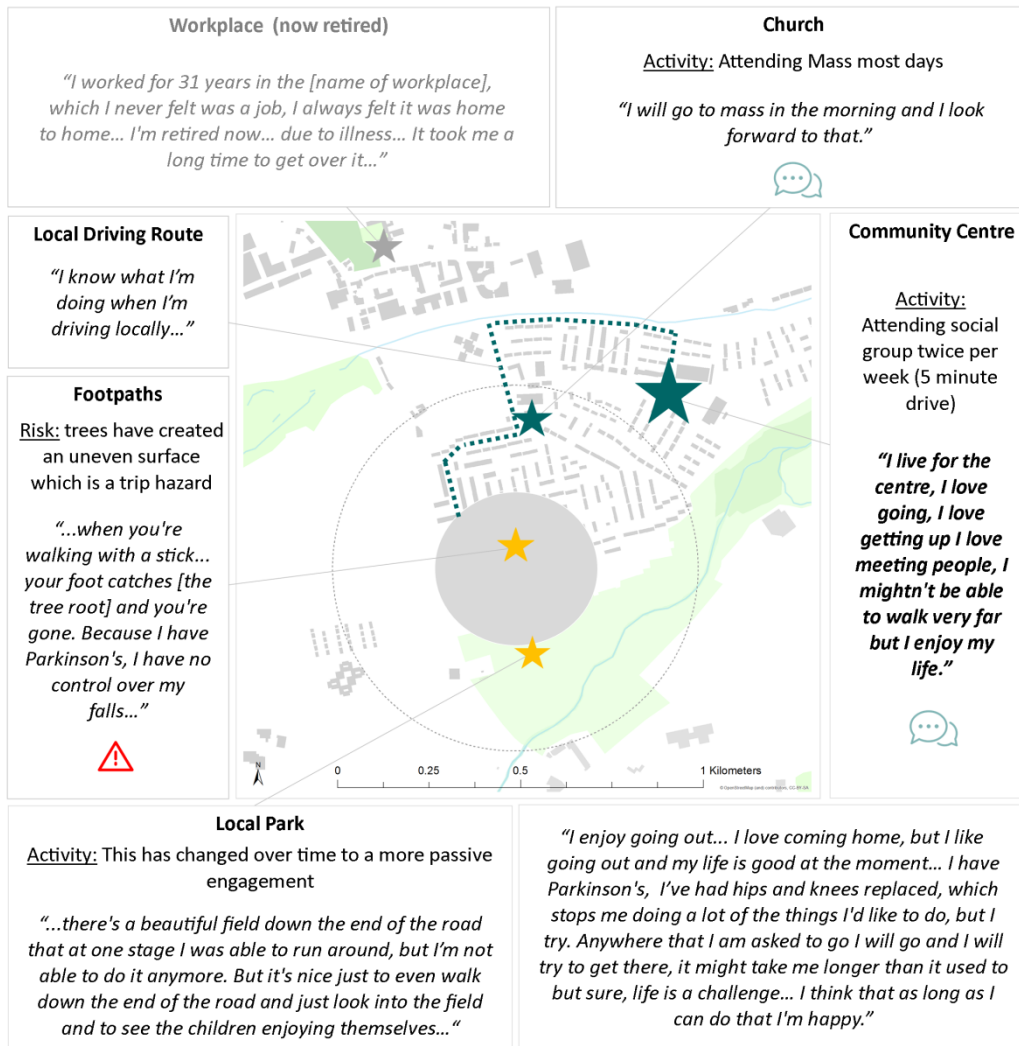 Workplace  (now retired)
“I worked for 31 years in the [name of workplace],
which I never felt was a job, I always felt it was home
to home... I'm retired now... due to illness... It took me a
long time to get over it...”
Church
Activity: Attending Mass most days
“I will go to mass in the morning and I look
forward to that.”
Local Driving Route
“I know what I’m
doing when I’m
driving locally...”
Footpaths
Risk: trees have created
an uneven surface
which is a trip hazard
“...when you're
walking with a stick...
your foot catches [the
tree root] and you're
gone. Because I have
Parkinson's, I have no
control over my
falls...”
Community Centre
Activity:
Attending social
group twice per
week (5 minute
drive)
“I live for the
centre, I love
going, I love
getting up I love
meeting people, I
mightn't be able
to walk very far
but I enjoy my
life.”
N
0 0.25 0.5 1 Kilometers
© OpenStreetMap (and) contributors, CC-BY-SA
Local Park
Activity: This has changed over time to a more passive
engagement
“...there's a beautiful field down the end of the road
that at one stage I was able to run around, but I’m not
able to do it anymore. But it's nice just to even walk
down the end of the road and just look into the field
and to see the children enjoying themselves...“
“I enjoy going out... I love coming home, but I like
going out and my life is good at the moment... I have
Parkinson's,  I’ve had hips and knees replaced, which
stops me doing a lot of the things I'd like to do, but I
try. Anywhere that I am asked to go I will go and I will
try to get there, it might take me longer than it used to
but sure, life is a challenge... I think that as long as I
can do that I'm happy.”